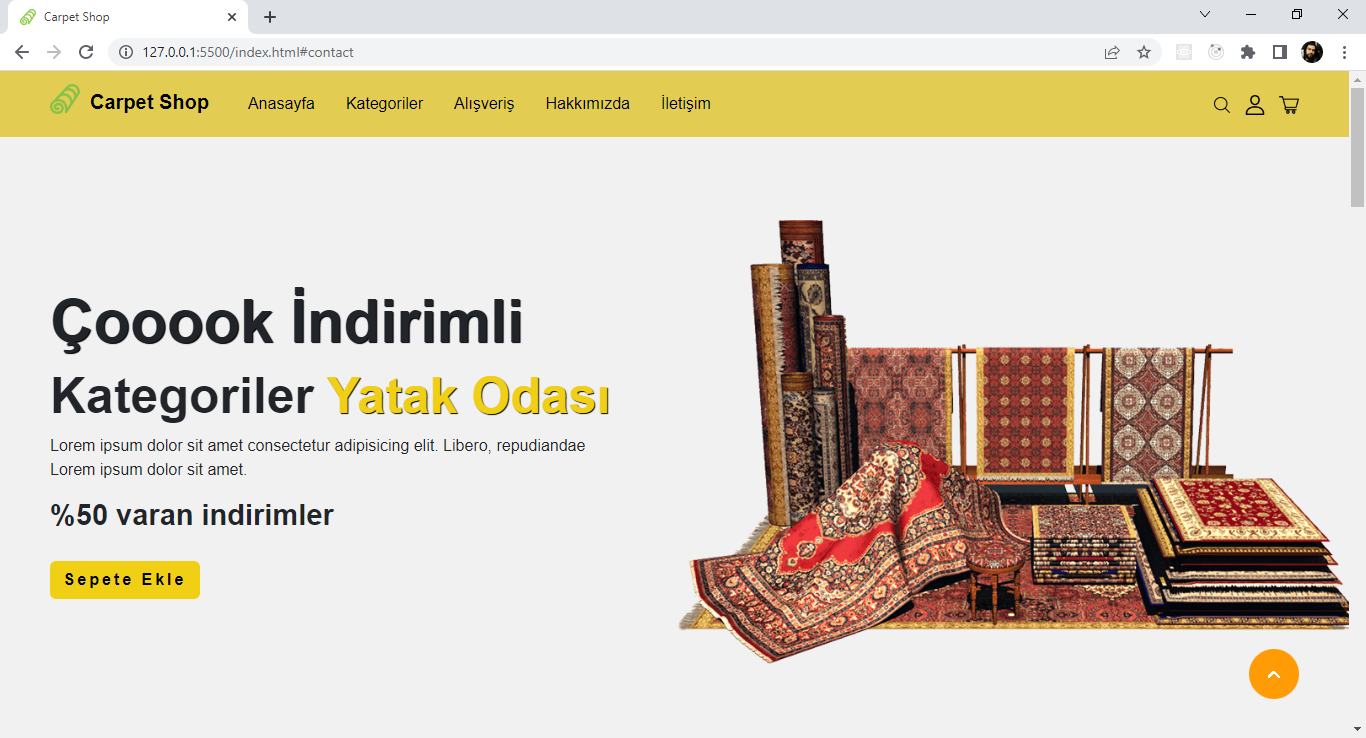 Carpet Shop
127.0.0.1:5500/index.html#contact
Carpet Shop Anasayfa Kategoriler Alışveriş Hakkımızda İletişim
Çooook İndirimli
Kategoriler Yatak Odası
Lorem ipsum dolor sit amet consectetur adipisicing elit. Libero, repudiandae
Lorem ipsum dolor sit amet.
%50 varan indirimler
Sepete Ekle